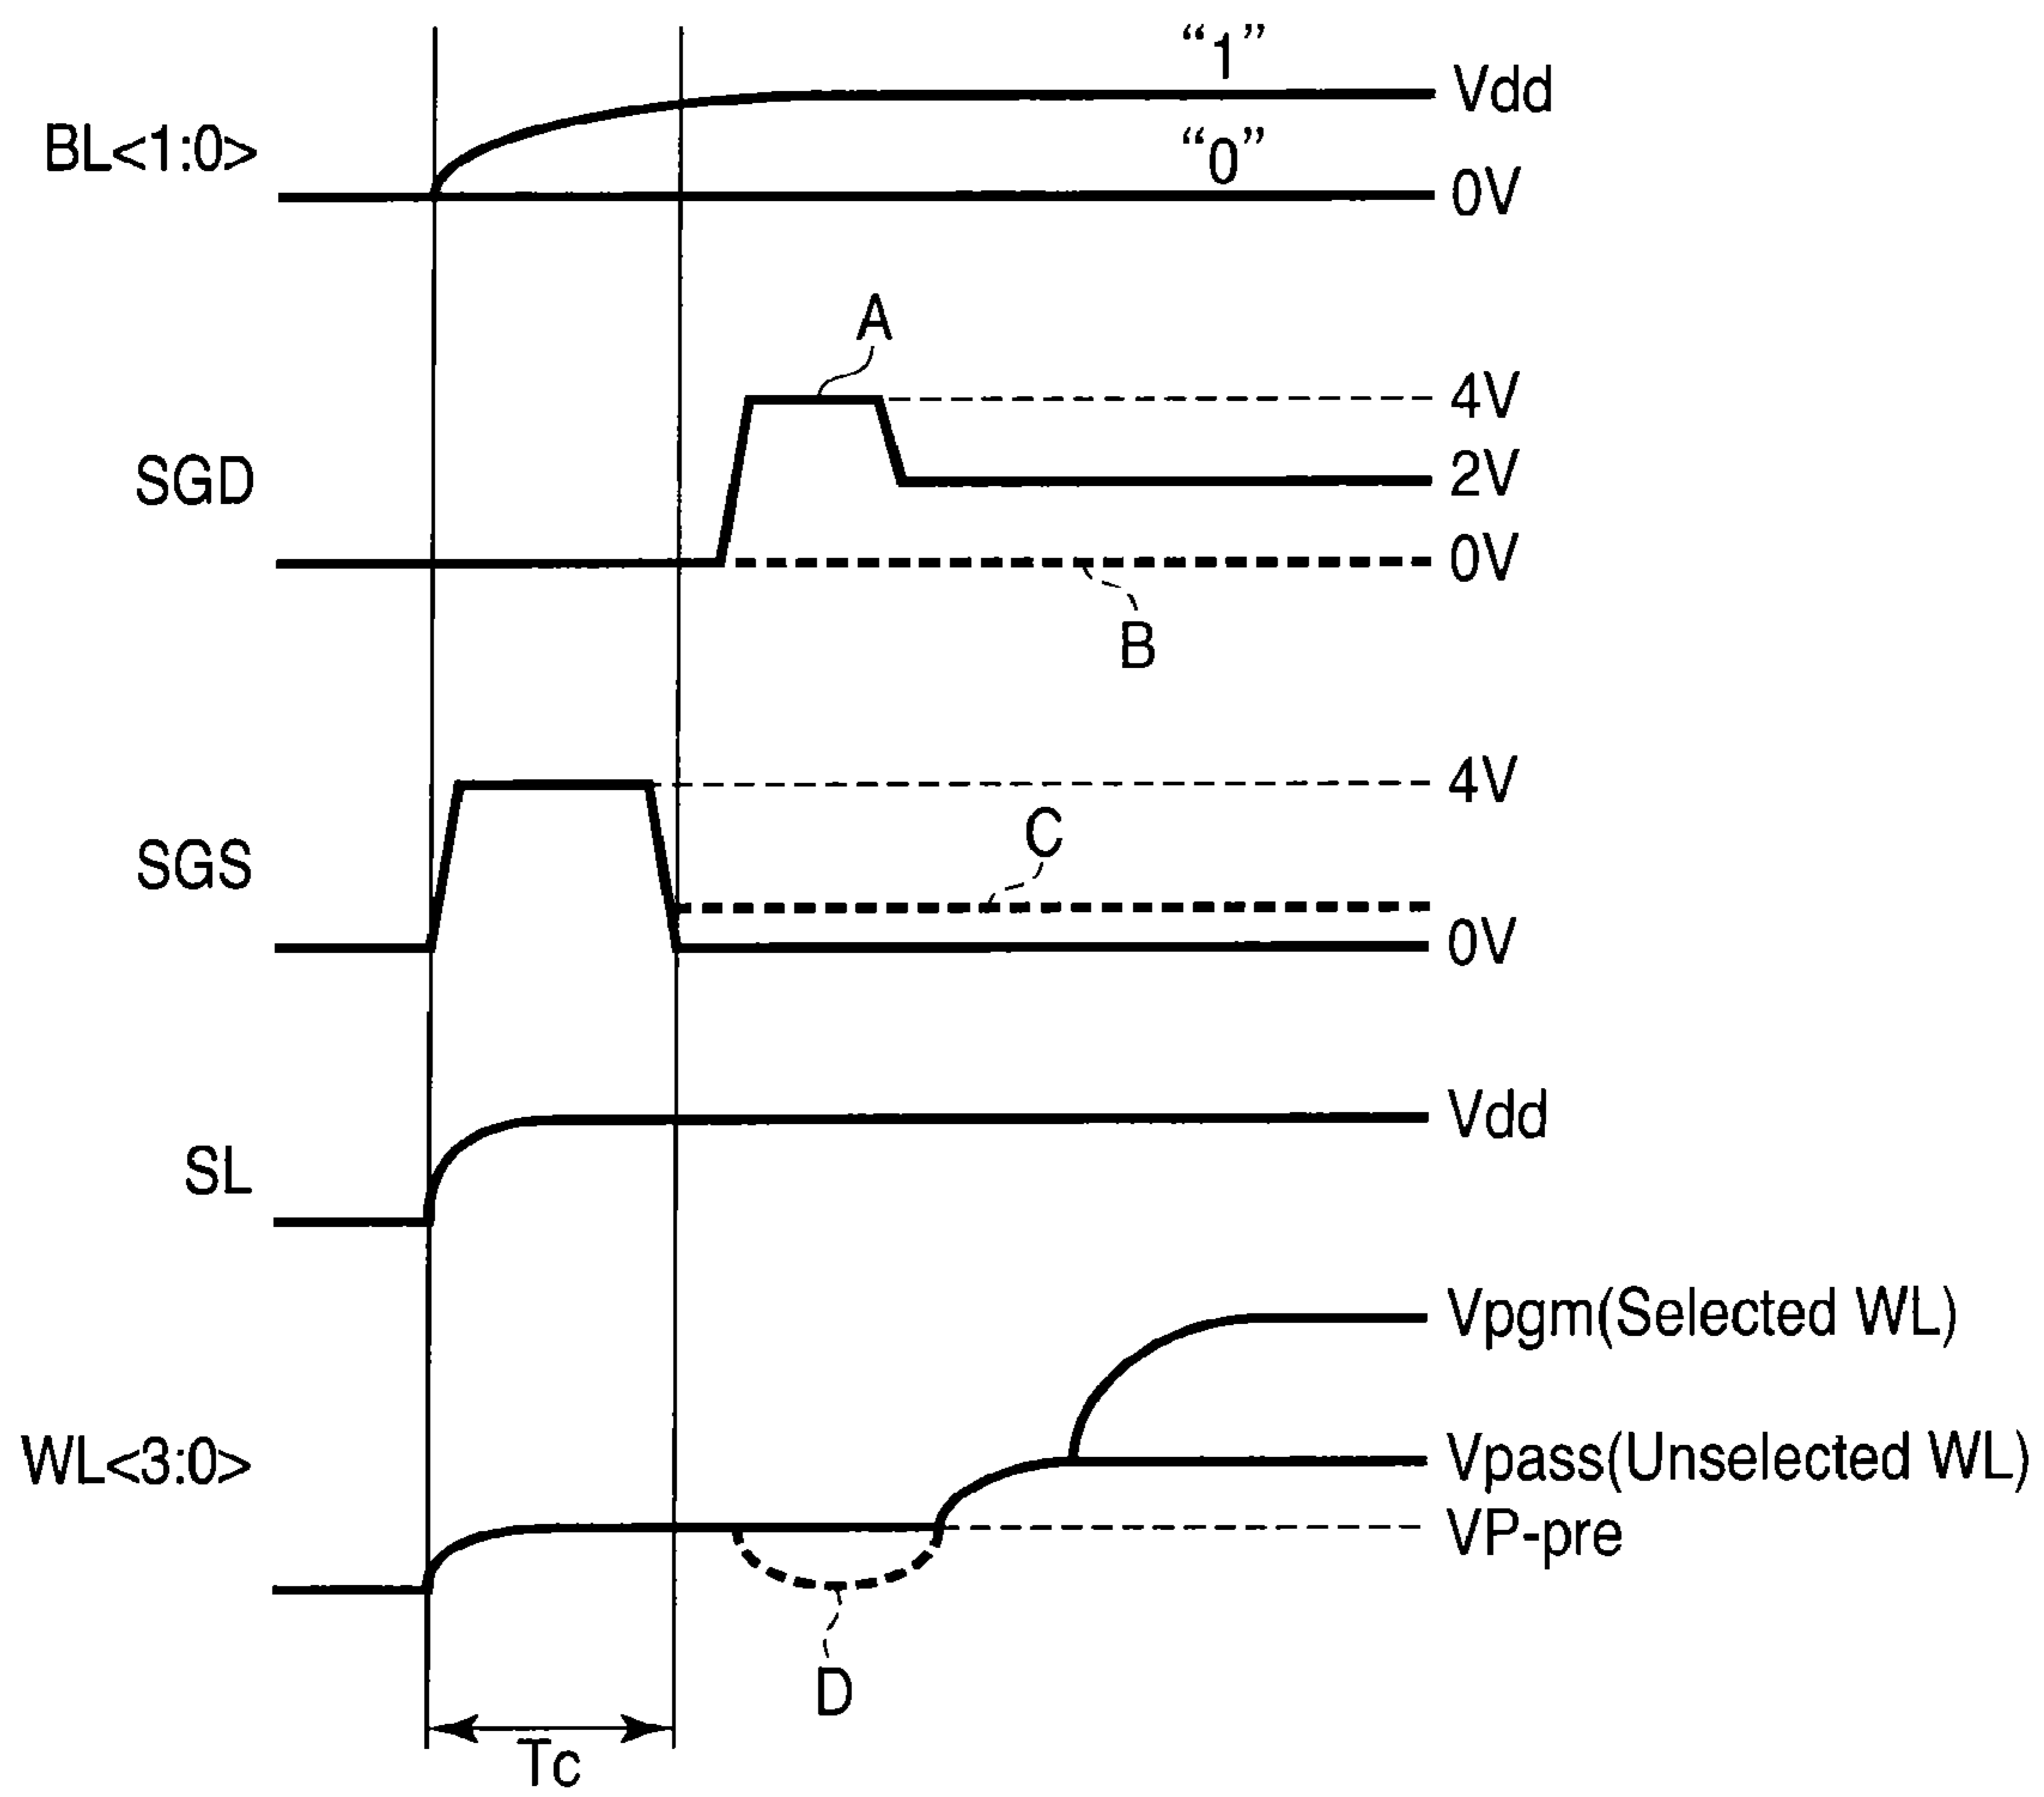 "1"
Vdd
BL<1:0>
"0"
0V
A
4V
SGD
2V
0V
B
4V
C
SGS
0V
Vdd
SL
Vpgm(Selected WL)
WL<3:0>
Vpass(Unselected WL)
VP-pre
D
Tc